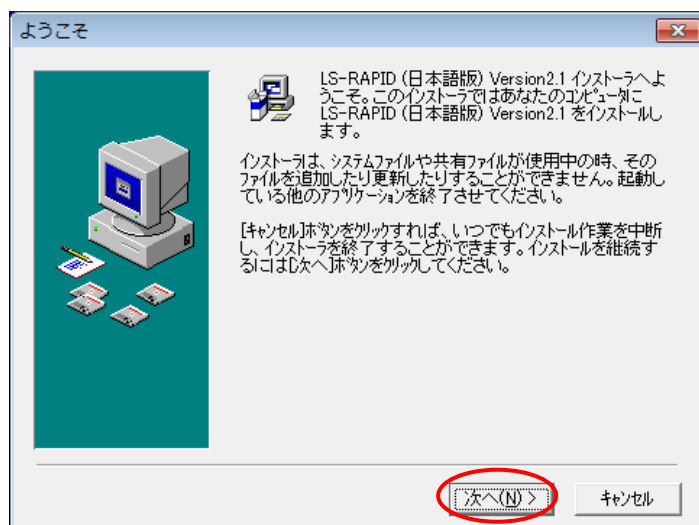 ようこそ
LS-RAPID (日本語版) Version2.1 インストーラへよ
うこそ。このインストーラではあなたのコンピュータに
LS-RAPID (日本語版) Version2.1 をインストールし
ます。
インストーラは、システムファイルや共有ファイルが使用中の時、その
ファイルを追加したり更新したりすることができません。起動し
ている他のアプリケーションを終了させてください。
[キャンセル]ボタンをクリックすれば、いつでもインストール作業を中断
し、インストーラを終了することができます。インストールを継続す
るには[次へ]ボタンをクリックしてください。
次へ(N) >
キャンセル